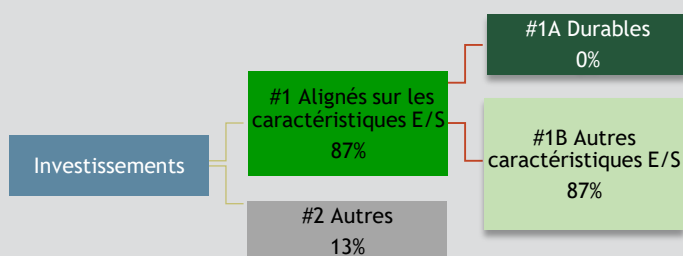 #1A Durables
0%
#1 Alignés sur les
caractéristiques E/S
87%
#1B Autres
caractéristiques E/S
87%
Investissements
#2 Autres
13%